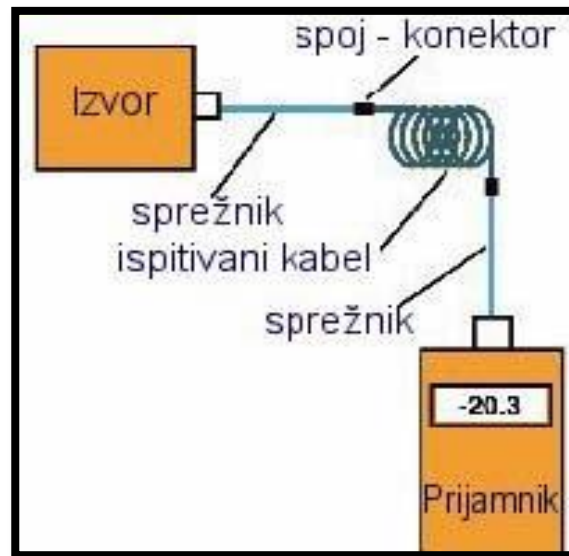 spoj - konektor
Izvor
sprežnik
ispitivani kabel
sprežnik
-20.3
Prijamnik